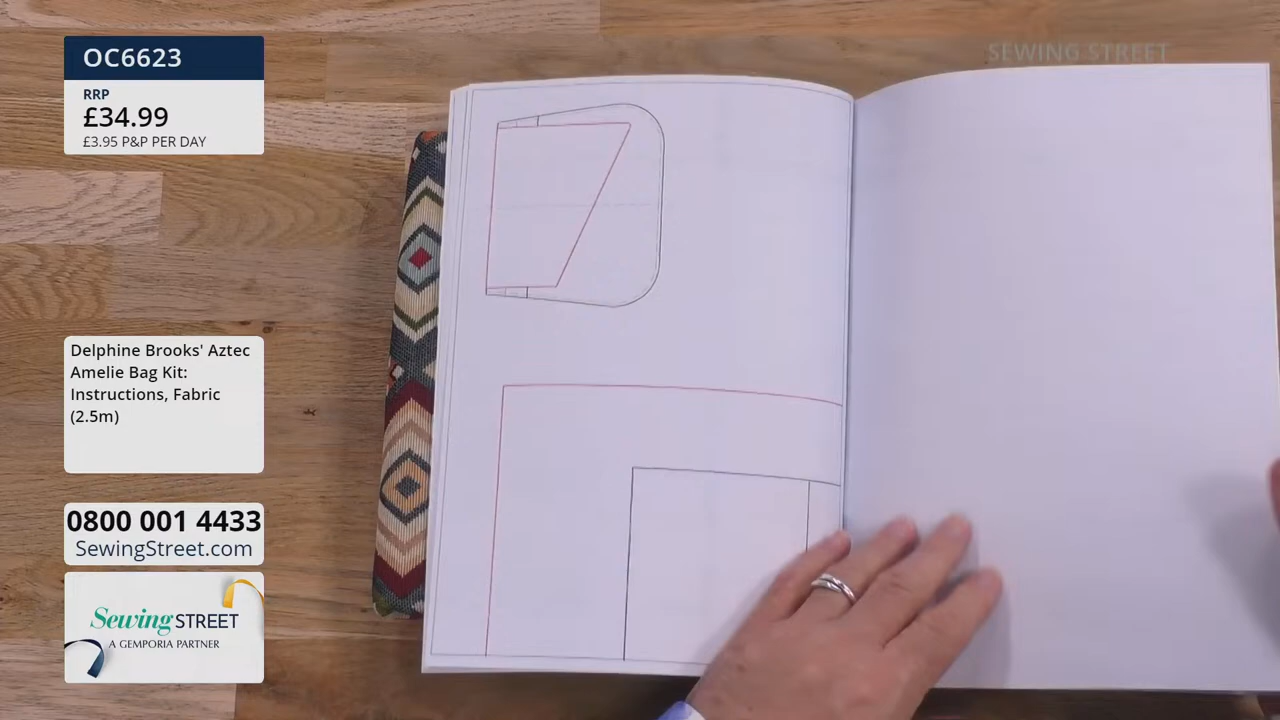 OC6623
RRP
£34.99
£3.95 P&P PER DAY
SEWING STREET
Delphine Brooks' Aztec
Amelie Bag Kit:
Instructions, Fabric
(2.5m)
0800 001 4433
SewingStreet.com
Sewing STREET
A GEMPORIA PARTNER